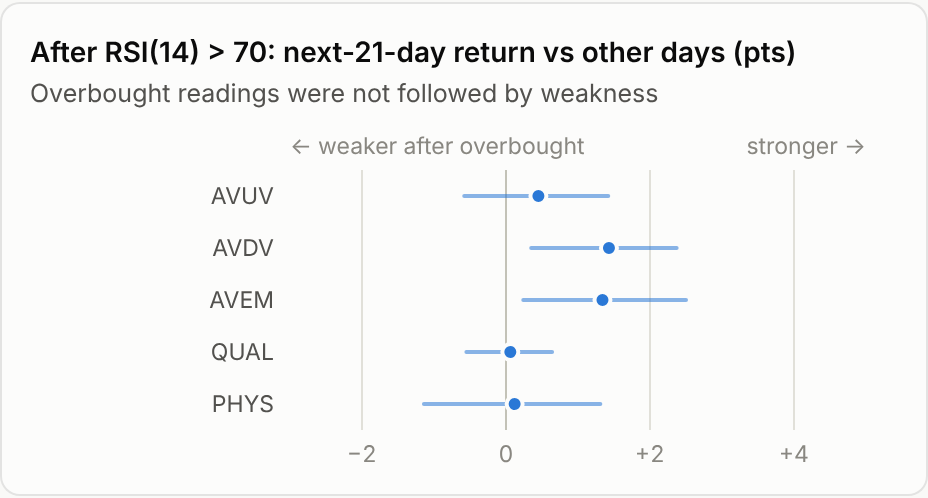 After RSI(14) > 70: next-21-day return vs other days (pts)
Overbought readings were not followed by weakness
← weaker after overbought stronger →
AVUV
AVDV
AVEM
QUAL
PHYS
−2 0 +2 +4